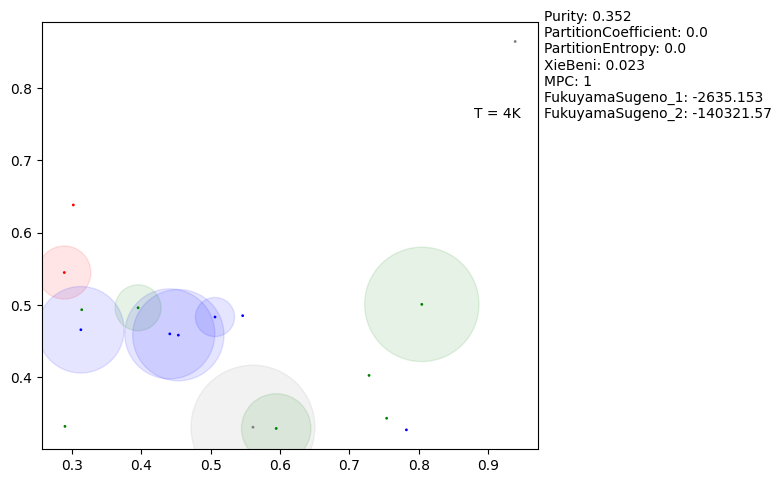 Purity: 0.352
PartitionCoefficient: 0.0
PartitionEntropy: 0.0
XieBeni: 0.023
MPC: 1
FukuyamaSugeno_1: -2635.153
FukuyamaSugeno_2: -140321.57
T = 4K
0.8
0.7
0.6
0.5
0.4
0.3 0.4 0.5 0.6 0.7 0.8 0.9